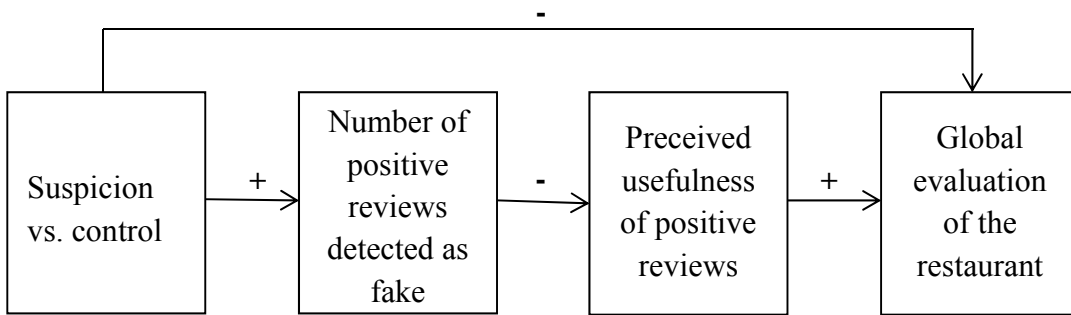 -
Suspicion
vs. control
+
Number of
positive
reviews
detected as
fake
-
Preceived
usefulness
of positive
reviews
+
Global
evaluation
of the
restaurant